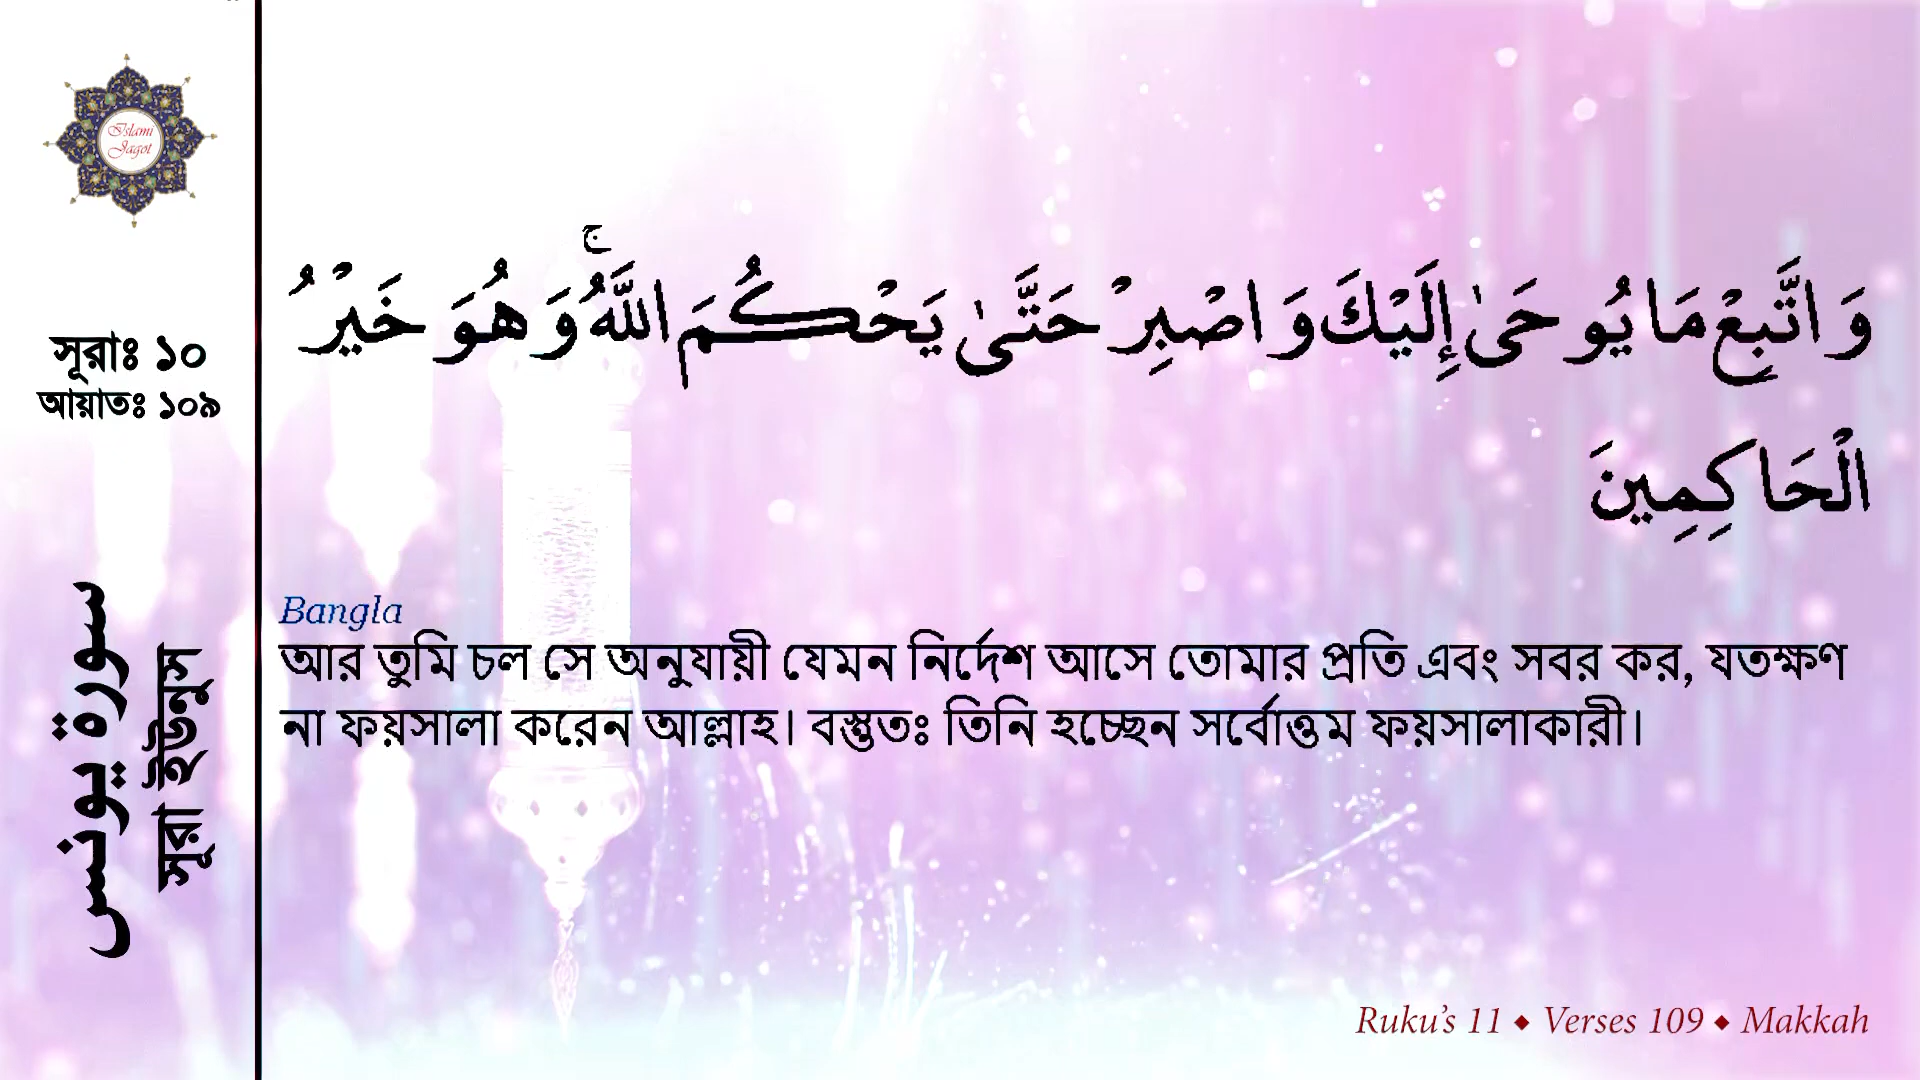 Islami
Jagot
সূরাঃ ১০
আয়াতঃ ১০৯
سورة يونس
সূরা ইউনুস
وَاتَّبِعْ مَا يُوحَىٰ إِلَيْكَ وَاصْبِرْ حَتَّىٰ يَحْكُمَ اللَّهُ ۚ وَهُوَ خَيْرُ
الْحَاكِمِينَ
Bangla
আর তুমি চল সে অনুযায়ী যেমন নির্দেশ আসে তোমার প্রতি এবং সবর কর, যতক্ষণ
না ফয়সালা করেন আল্লাহ। বস্তুতঃ তিনি হচ্ছেন সর্বোত্তম ফয়সালাকারী।
Ruku's 11 ◆ Verses 109 ◆ Makkah